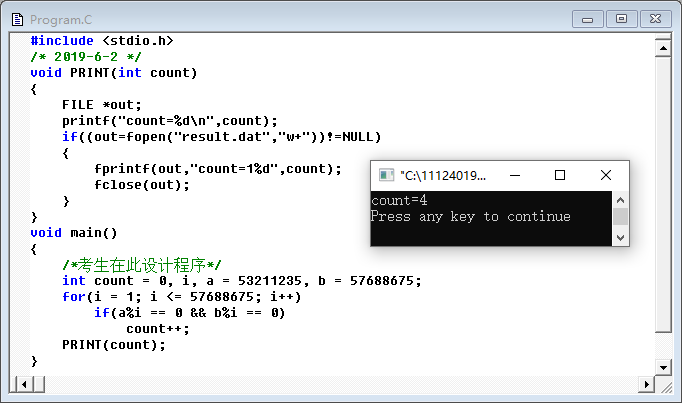 Program.C
#include <stdio.h>
/* 2019-6-2 */
void PRINT(int count)
{
    FILE *out;
    printf("count=%d\n",count);
    if((out=fopen("result.dat","w+"))!=NULL)
    {
        fprintf(out,"count=1%d",count);
        fclose(out);
    }
}
void main()
{
    /*考生在此设计程序*/
    int count = 0, i, a = 53211235, b = 57688675;
    for(i = 1; i <= 57688675; i++)
        if(a%i == 0 && b%i == 0)
            count++;
    PRINT(count);
}
"C:\11124019...
count=4
Press any key to continue